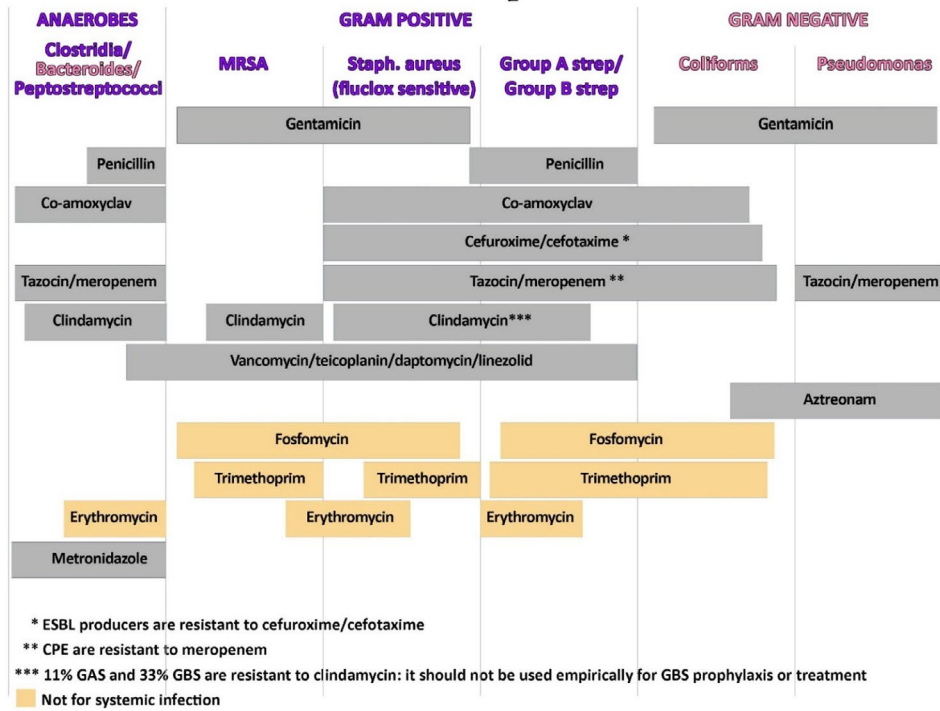 ANAEROBES GRAM POSITIVE GRAM NEGATIVE
Clostridia/
Bacteroides/
Peptostreptococci
MRSA
Staph. aureus
(fluclox sensitive)
Group A strep/
Group B strep
Coliforms
Pseudomonas
Gentamicin Gentamicin
Penicillin Penicillin
Co-amoxyclav Co-amoxyclav
Cefuroxime/cefotaxime *
Tazocin/meropenem Tazocin/meropenem ** Tazocin/meropenem
Clindamycin Clindamycin Clindamycin***
Vancomycin/teicoplanin/daptomycin/linezolid
Aztreonam
Fosfomycin Fosfomycin
Trimethoprim Trimethoprim Trimethoprim
Erythromycin Erythromycin Erythromycin
Metronidazole
* ESBL producers are resistant to cefuroxime/cefotaxime
** CPE are resistant to meropenem
*** 11% GAS and 33% GBS are resistant to clindamycin: it should not be used empirically for GBS prophylaxis or treatment
Not for systemic infection